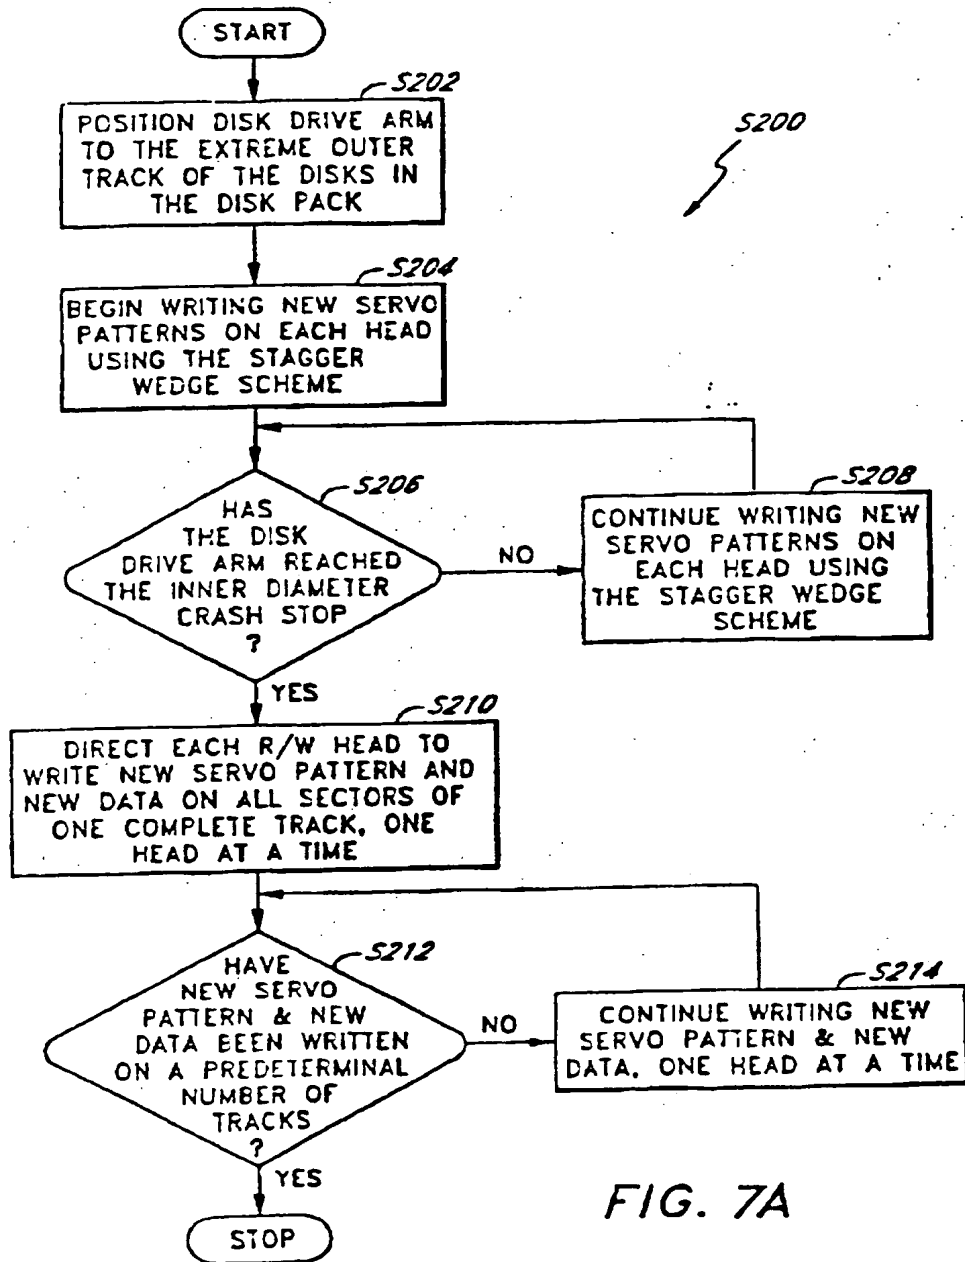 START
S202
POSITION DISK DRIVE ARM
TO THE EXTREME OUTER
TRACK OF THE DISKS IN
THE DISK PACK
S200
S204
BEGIN WRITING NEW SERVO
PATTERNS ON EACH HEAD
USING THE STAGGER
WEDGE SCHEME
S206
HAS
THE DISK
DRIVE ARM REACHED
THE INNER DIAMETER
CRASH STOP
?
NO
S208
CONTINUE WRITING NEW
SERVO PATTERNS ON
EACH HEAD USING
THE STAGGER WEDGE
SCHEME
YES
S210
DIRECT EACH R/W HEAD TO
WRITE NEW SERVO PATTERN AND
NEW DATA ON ALL SECTORS OF
ONE COMPLETE TRACK, ONE
HEAD AT A TIME
S212
HAVE
NEW SERVO
PATTERN & NEW
DATA BEEN WRITTEN
ON A PREDETERMINAL
NUMBER OF
TRACKS
?
NO
S214
CONTINUE WRITING NEW
SERVO PATTERN & NEW
DATA, ONE HEAD AT A TIME
YES
STOP
FIG. 7A